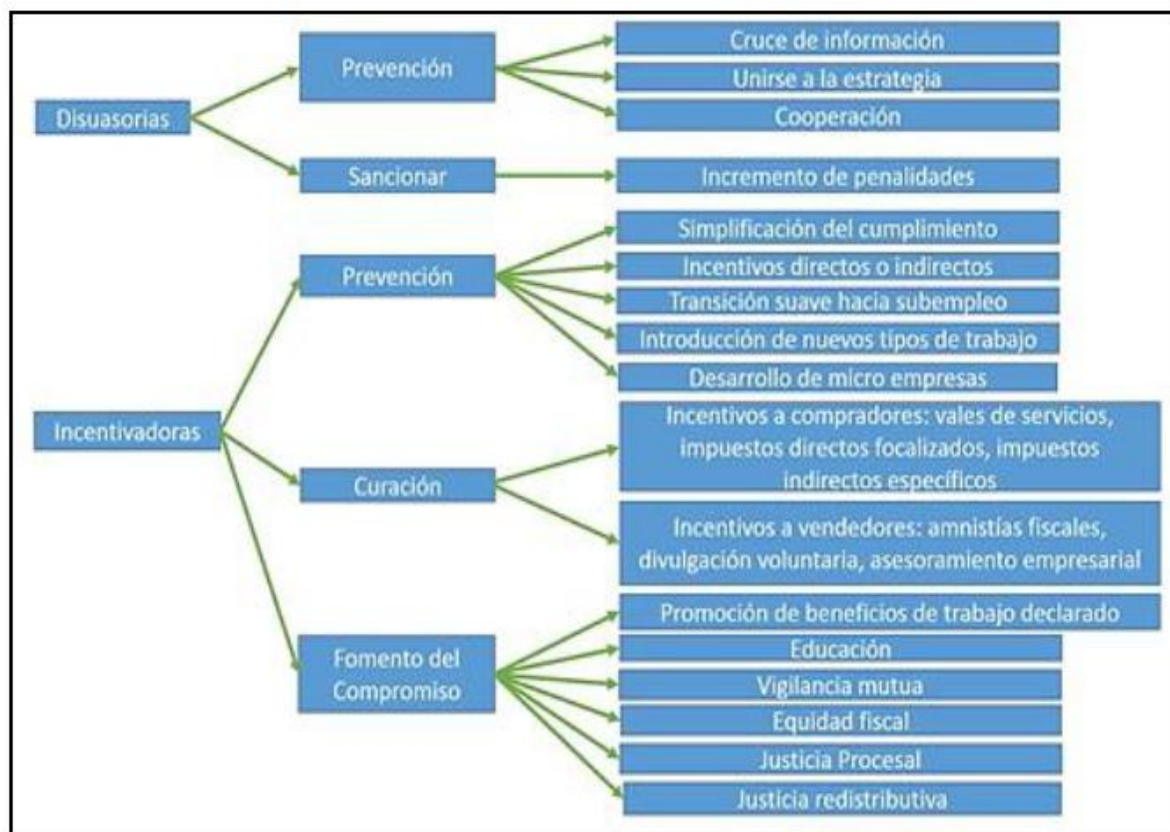 Disuasorias
Prevención
Cruce de información
Unirse a la estrategia
Cooperación
Sancionar
Incremento de penalidades
Incentivadoras
Prevención
Simplificación del cumplimiento
Incentivos directos o indirectos
Transición suave hacia subempleo
Introducción de nuevos tipos de trabajo
Desarrollo de micro empresas
Curación
Incentivos a compradores: vales de servicios,
impuestos directos focalizados, impuestos
indirectos específicos
Incentivos a vendedores: amnistías fiscales,
divulgación voluntaria, asesoramiento empresarial
Fomento del
Compromiso
Promoción de beneficios de trabajo declarado
Educación
Vigilancia mutua
Equidad fiscal
Justicia Procesal
Justicia redistributiva